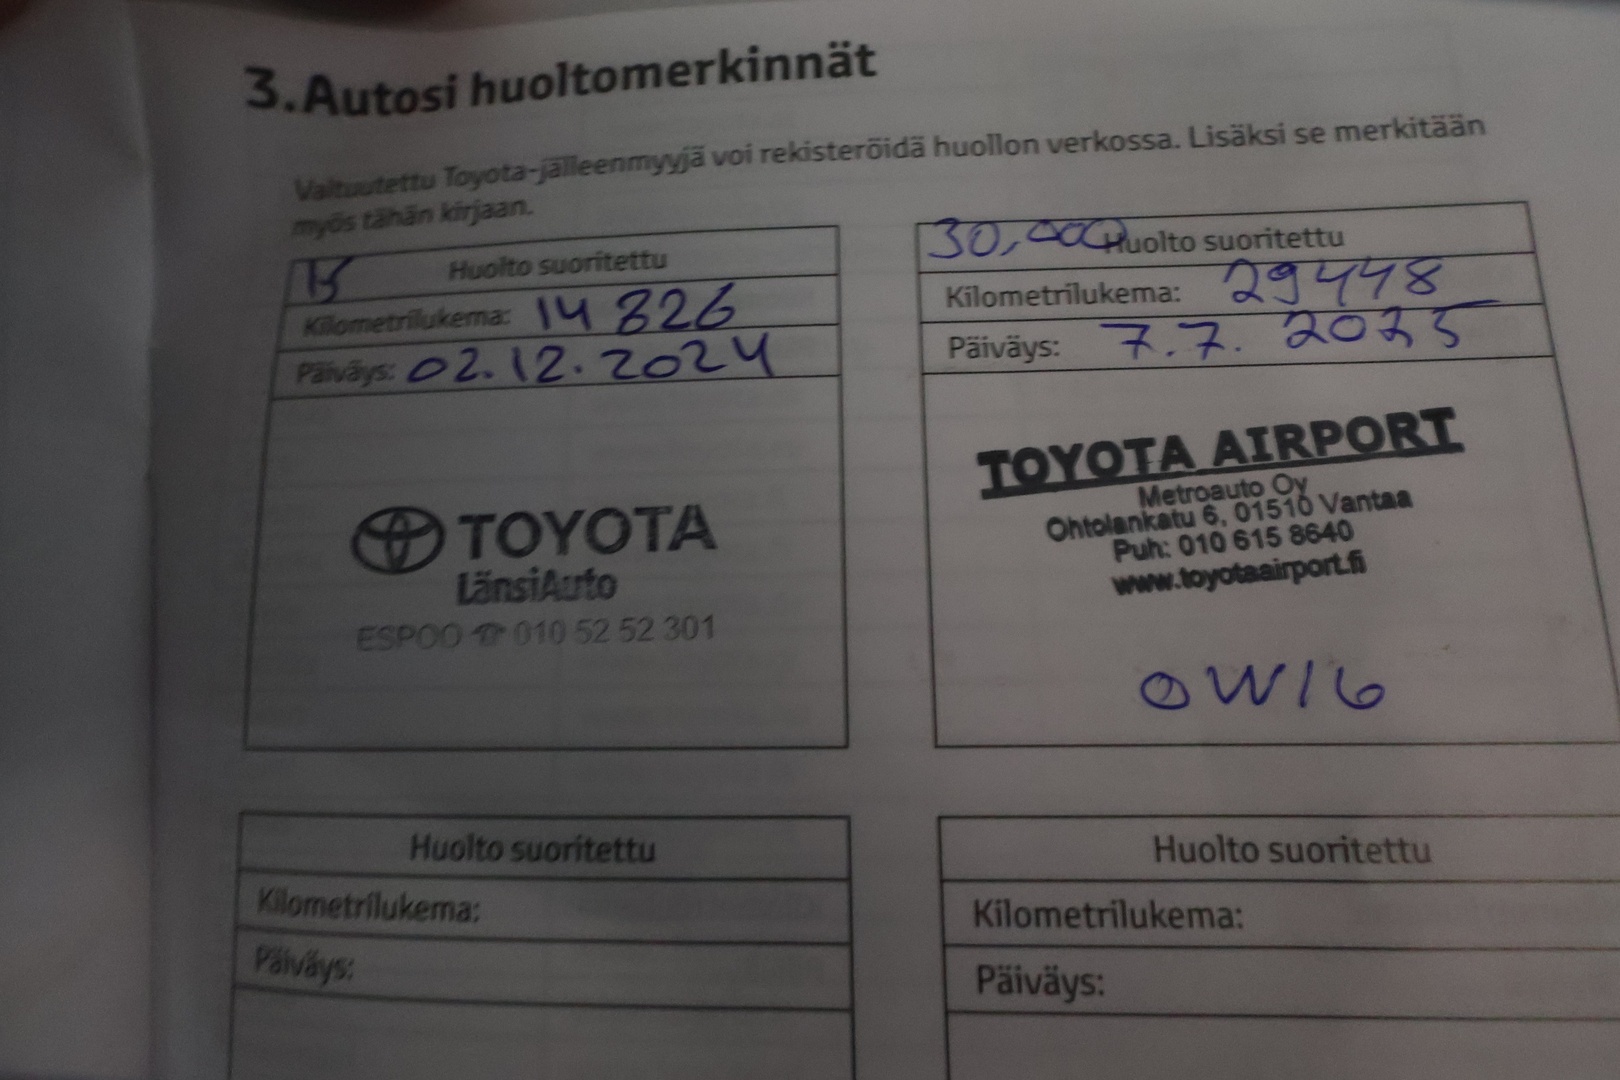 3. Autosi huoltomerkinnät
Valtuutettu Toyota-jälleenmyyjä voi rekisteröidä huollon verkossa. Lisäksi se merkitään
myös tähän kirjaan.
15 Huolto suoritettu
Kilometrilukema: 14 826
Päiväys: 02.12.2024
TOYOTA
LänsiAuto
ESPOO ☎ 010 52 52 301
30,000 Huolto suoritettu
Kilometrilukema: 29448
Päiväys: 7.7. 2025
TOYOTA AIRPORT
Metroauto Oy
Ohtolankatu 6, 01510 Vantaa
Puh: 010 615 8640
www.toyotaairport.fi
0W16
Huolto suoritettu
Kilometrilukema:
Päiväys:
Huolto suoritettu
Kilometrilukema:
Päiväys: